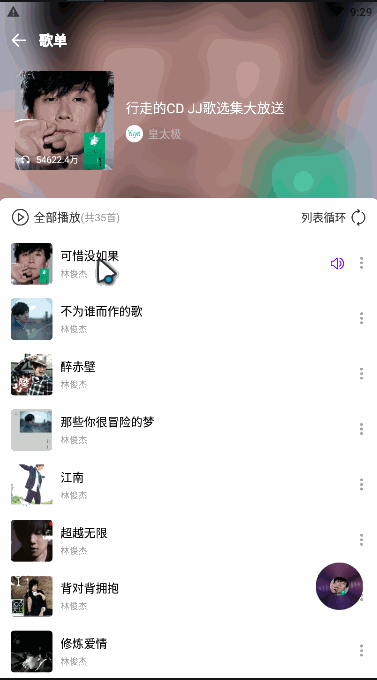 9:29
歌单
行走的CD JJ歌选集大放送
皇太极
54622.4万
全部播放(共35首)
列表循环
可惜没如果
林俊杰
不为谁而作的歌
林俊杰
醉赤壁
林俊杰
那些你很冒险的梦
林俊杰
江南
林俊杰
超越无限
林俊杰
背对背拥抱
林俊杰
修炼爱情
林俊杰